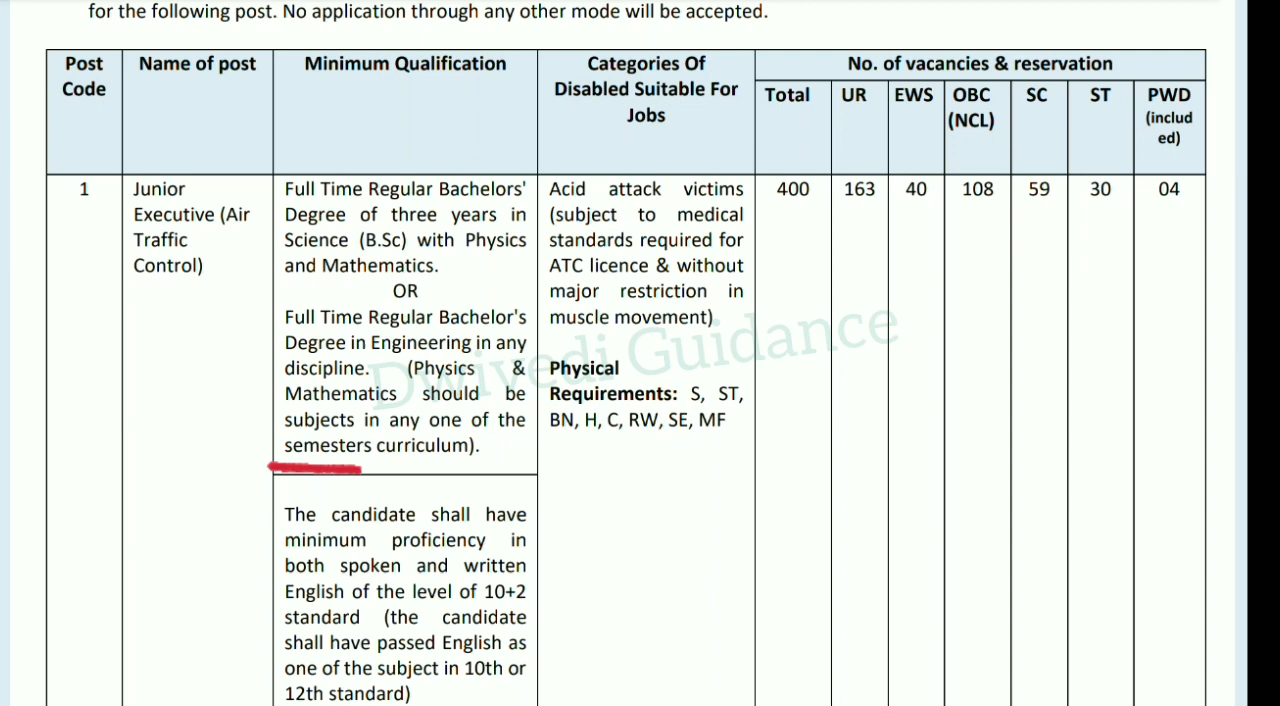 for the following post. No application through any other mode will be accepted.
Post
Code
Name of post
Minimum Qualification
Categories Of
Disabled Suitable For
Jobs
No. of vacancies & reservation
Total
UR
EWS
OBC
(NCL)
SC
ST
PWD
(includ
ed)
1
Junior
Executive (Air
Traffic
Control)
Full Time Regular Bachelors'
Degree of three years in
Science (B.Sc) with Physics
and Mathematics.
OR
Full Time Regular Bachelor's
Degree in Engineering in any
discipline. (Physics &
Mathematics should be
subjects in any one of the
semesters curriculum).
The candidate shall have
minimum proficiency in
both spoken and written
English of the level of 10+2
standard (the candidate
shall have passed English as
one of the subject in 10th or
12th standard)
Acid attack victims
(subject to medical
standards required for
ATC licence & without
major restriction in
muscle movement)
Physical
Requirements: S, ST,
BN, H, C, RW, SE, MF
400
163
40
108
59
30
04
Dwivedi Guidance